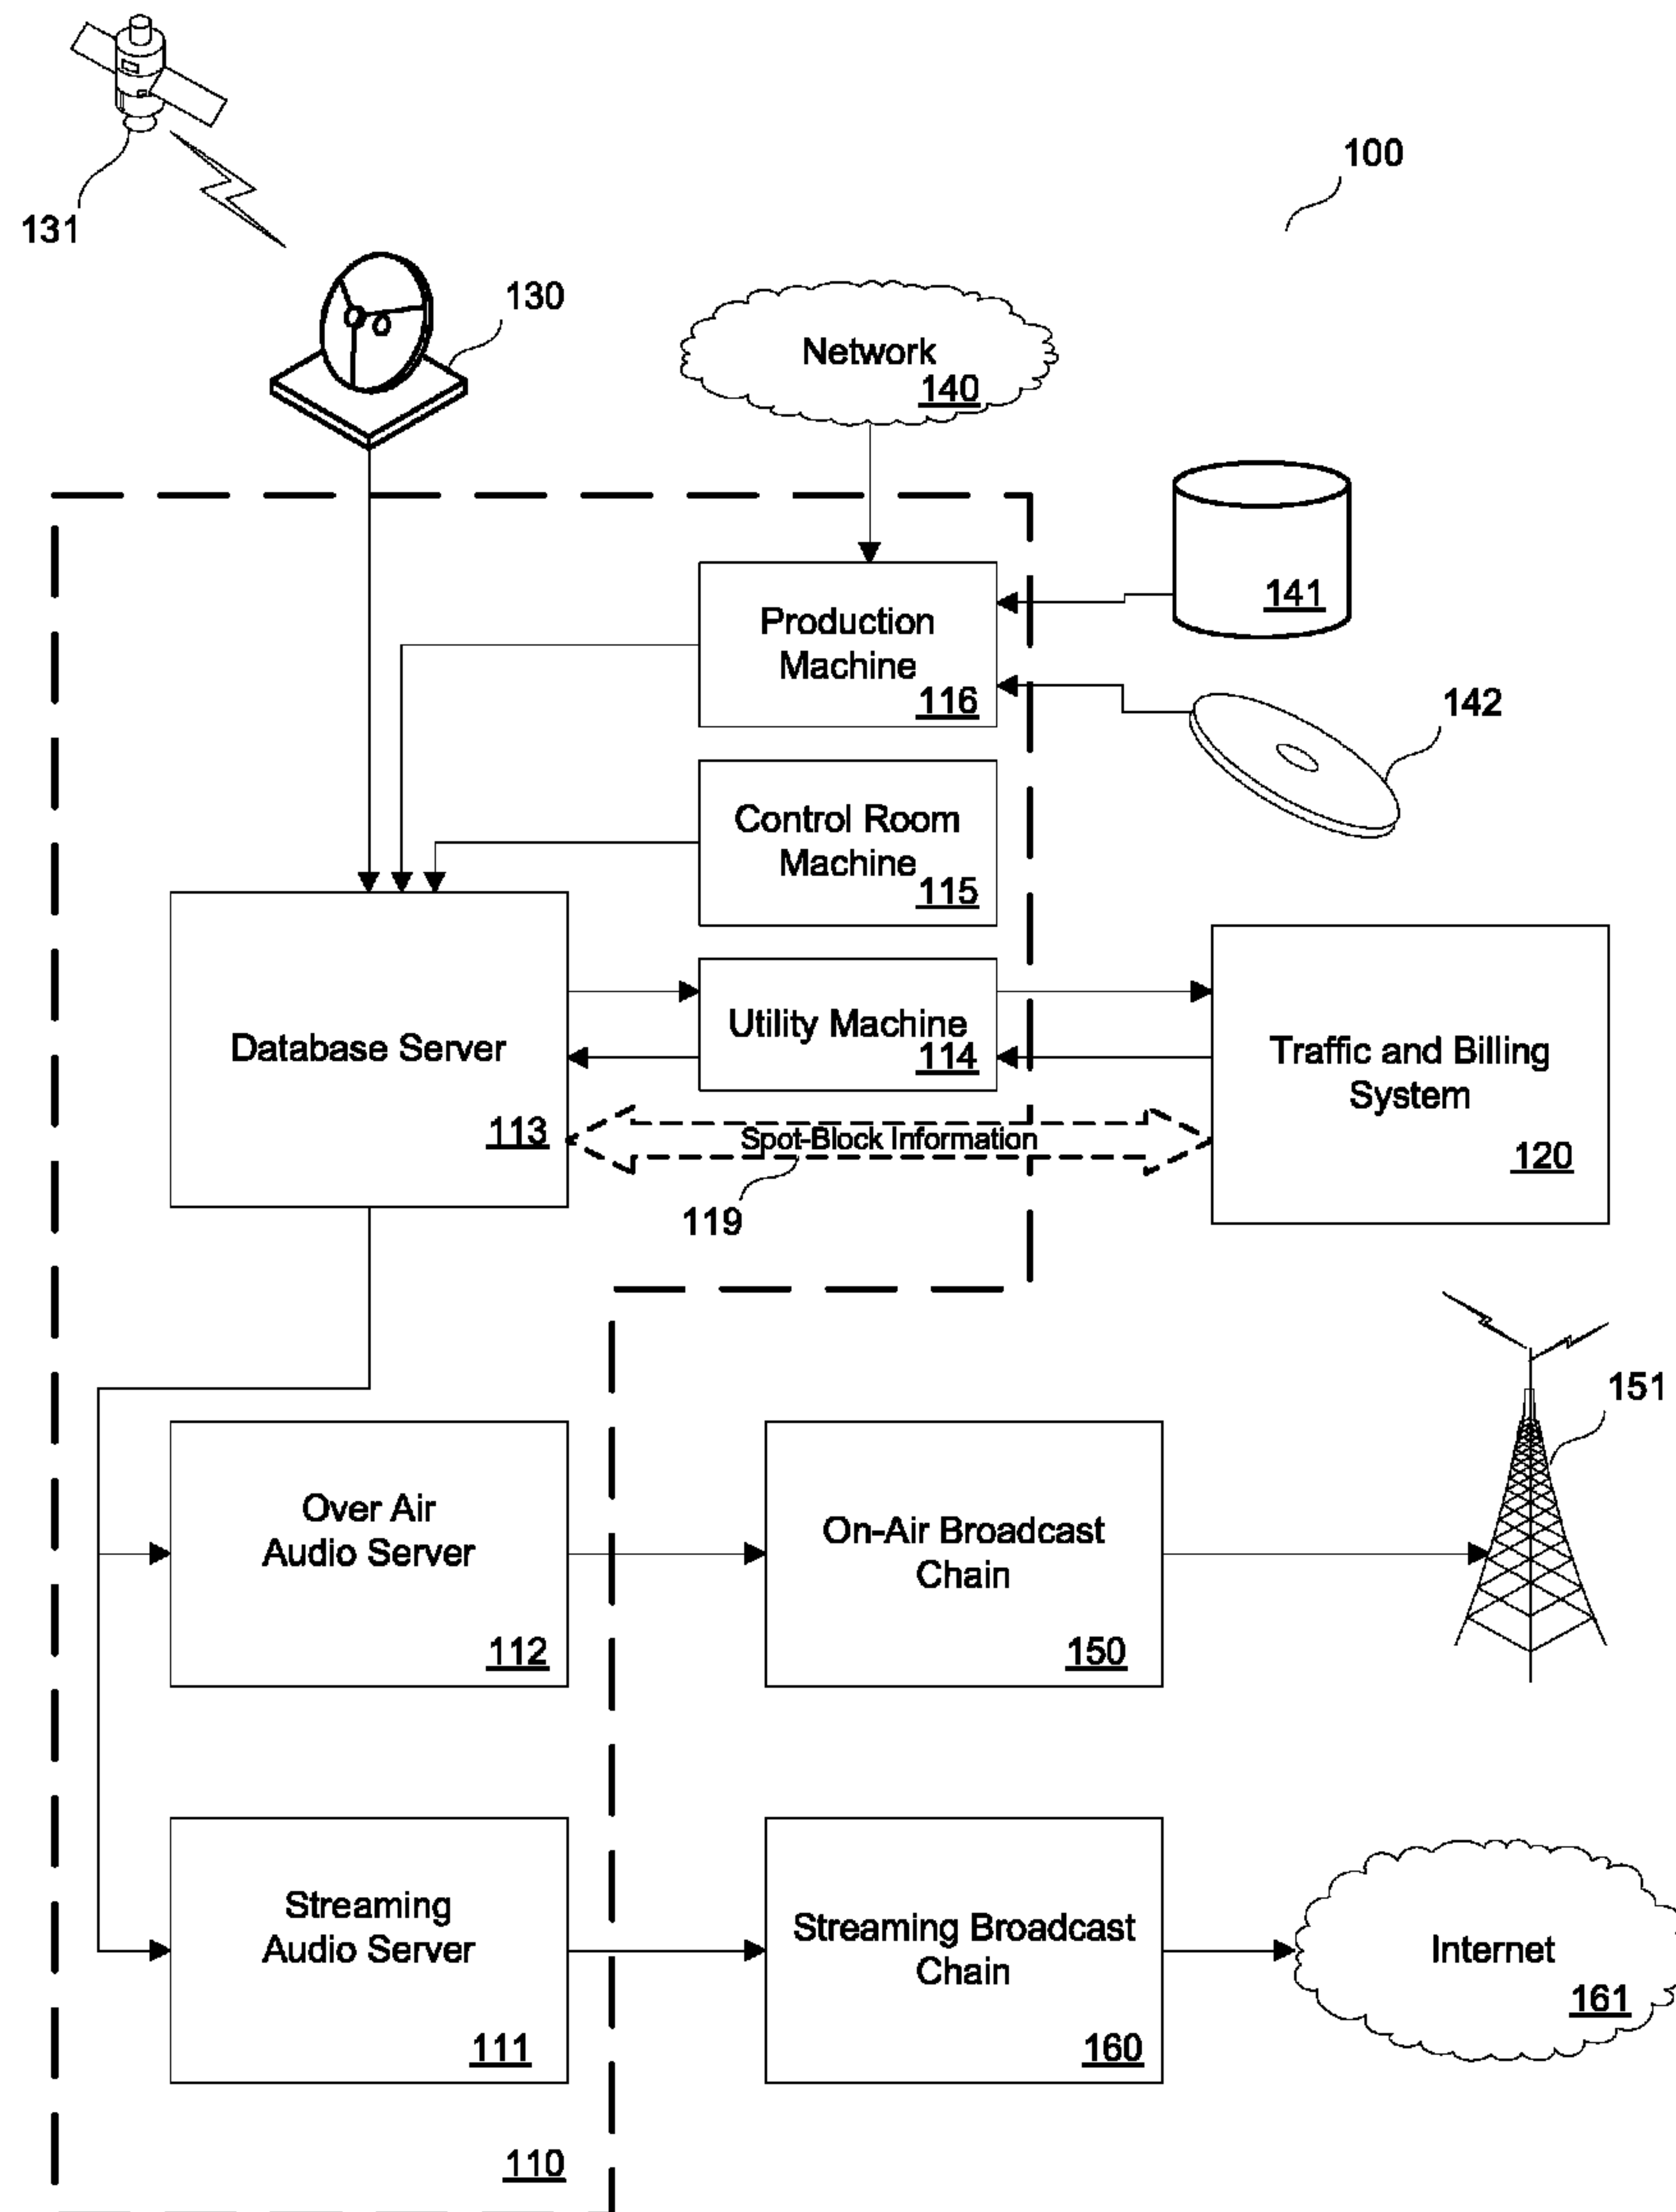 100
131
130
Network
140
141
Production
Machine
116
142
Control Room
Machine
115
Utility Machine
114
Database Server
113
Traffic and Billing
System
120
Spot-Block Information
119
151
Over Air
Audio Server
112
On-Air Broadcast
Chain
150
Streaming
Audio Server
111
Streaming Broadcast
Chain
160
Internet
161
110